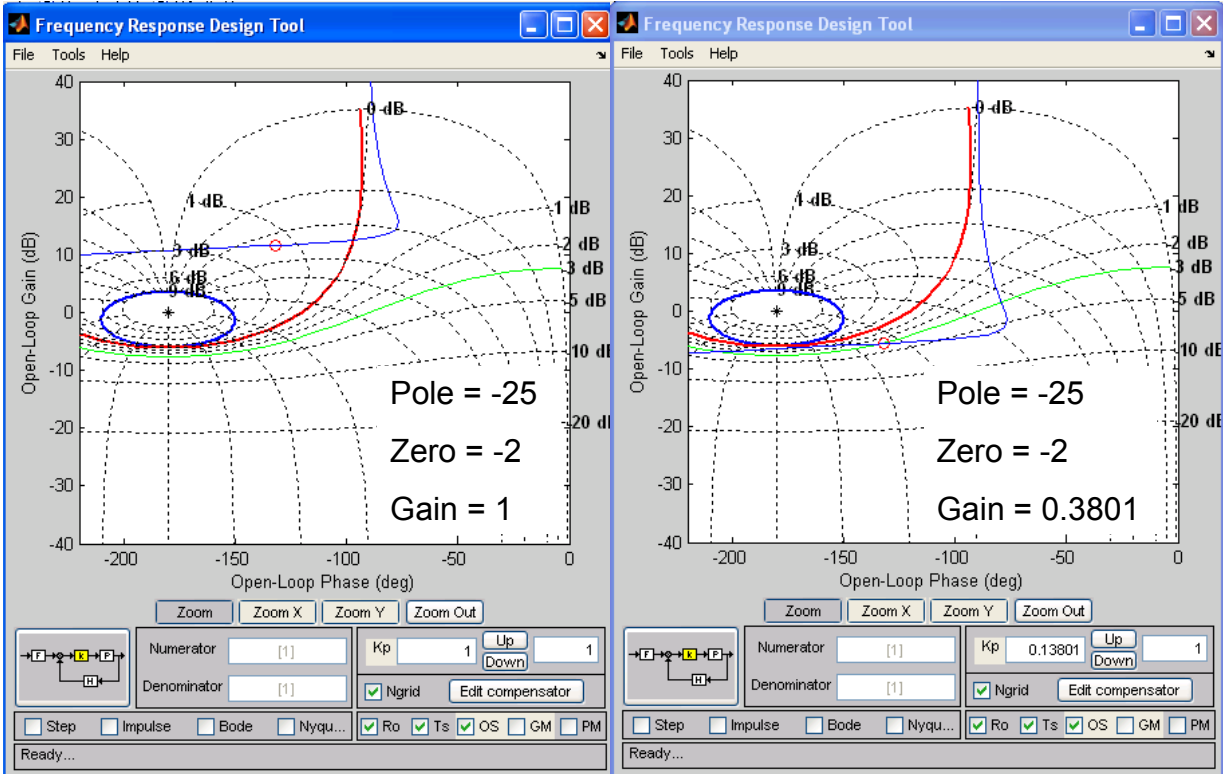 Frequency Response Design Tool
File Tools Help
40
30
20
10
0
-10
-20
-30
-40
Open-Loop Gain (dB)
0 dB
1 dB
3 dB
6 dB
9 dB
-1 dB
-2 dB
-3 dB
-5 dB
-10 dB
-20 dB
Pole = -25
Zero = -2
Gain = 1
-200 -150 -100 -50 0
Open-Loop Phase (deg)
Zoom Zoom X Zoom Y Zoom Out
F k P
H
Numerator [1]
Denominator [1]
Kp 1 Up 1
Down
Ngrid Edit compensator
Step Impulse Bode Nyqu... Ro Ts OS GM PM
Ready...
Frequency Response Design Tool
File Tools Help
40
30
20
10
0
-10
-20
-30
-40
Open-Loop Gain (dB)
0 dB
1 dB
3 dB
6 dB
9 dB
-1 dB
-2 dB
-3 dB
-5 dB
-10 dB
-20 dB
Pole = -25
Zero = -2
Gain = 0.3801
-200 -150 -100 -50 0
Open-Loop Phase (deg)
Zoom Zoom X Zoom Y Zoom Out
F k P
H
Numerator [1]
Denominator [1]
Kp 0.13801 Up 1
Down
Ngrid Edit compensator
Step Impulse Bode Nyqu... Ro Ts OS GM PM
Ready...